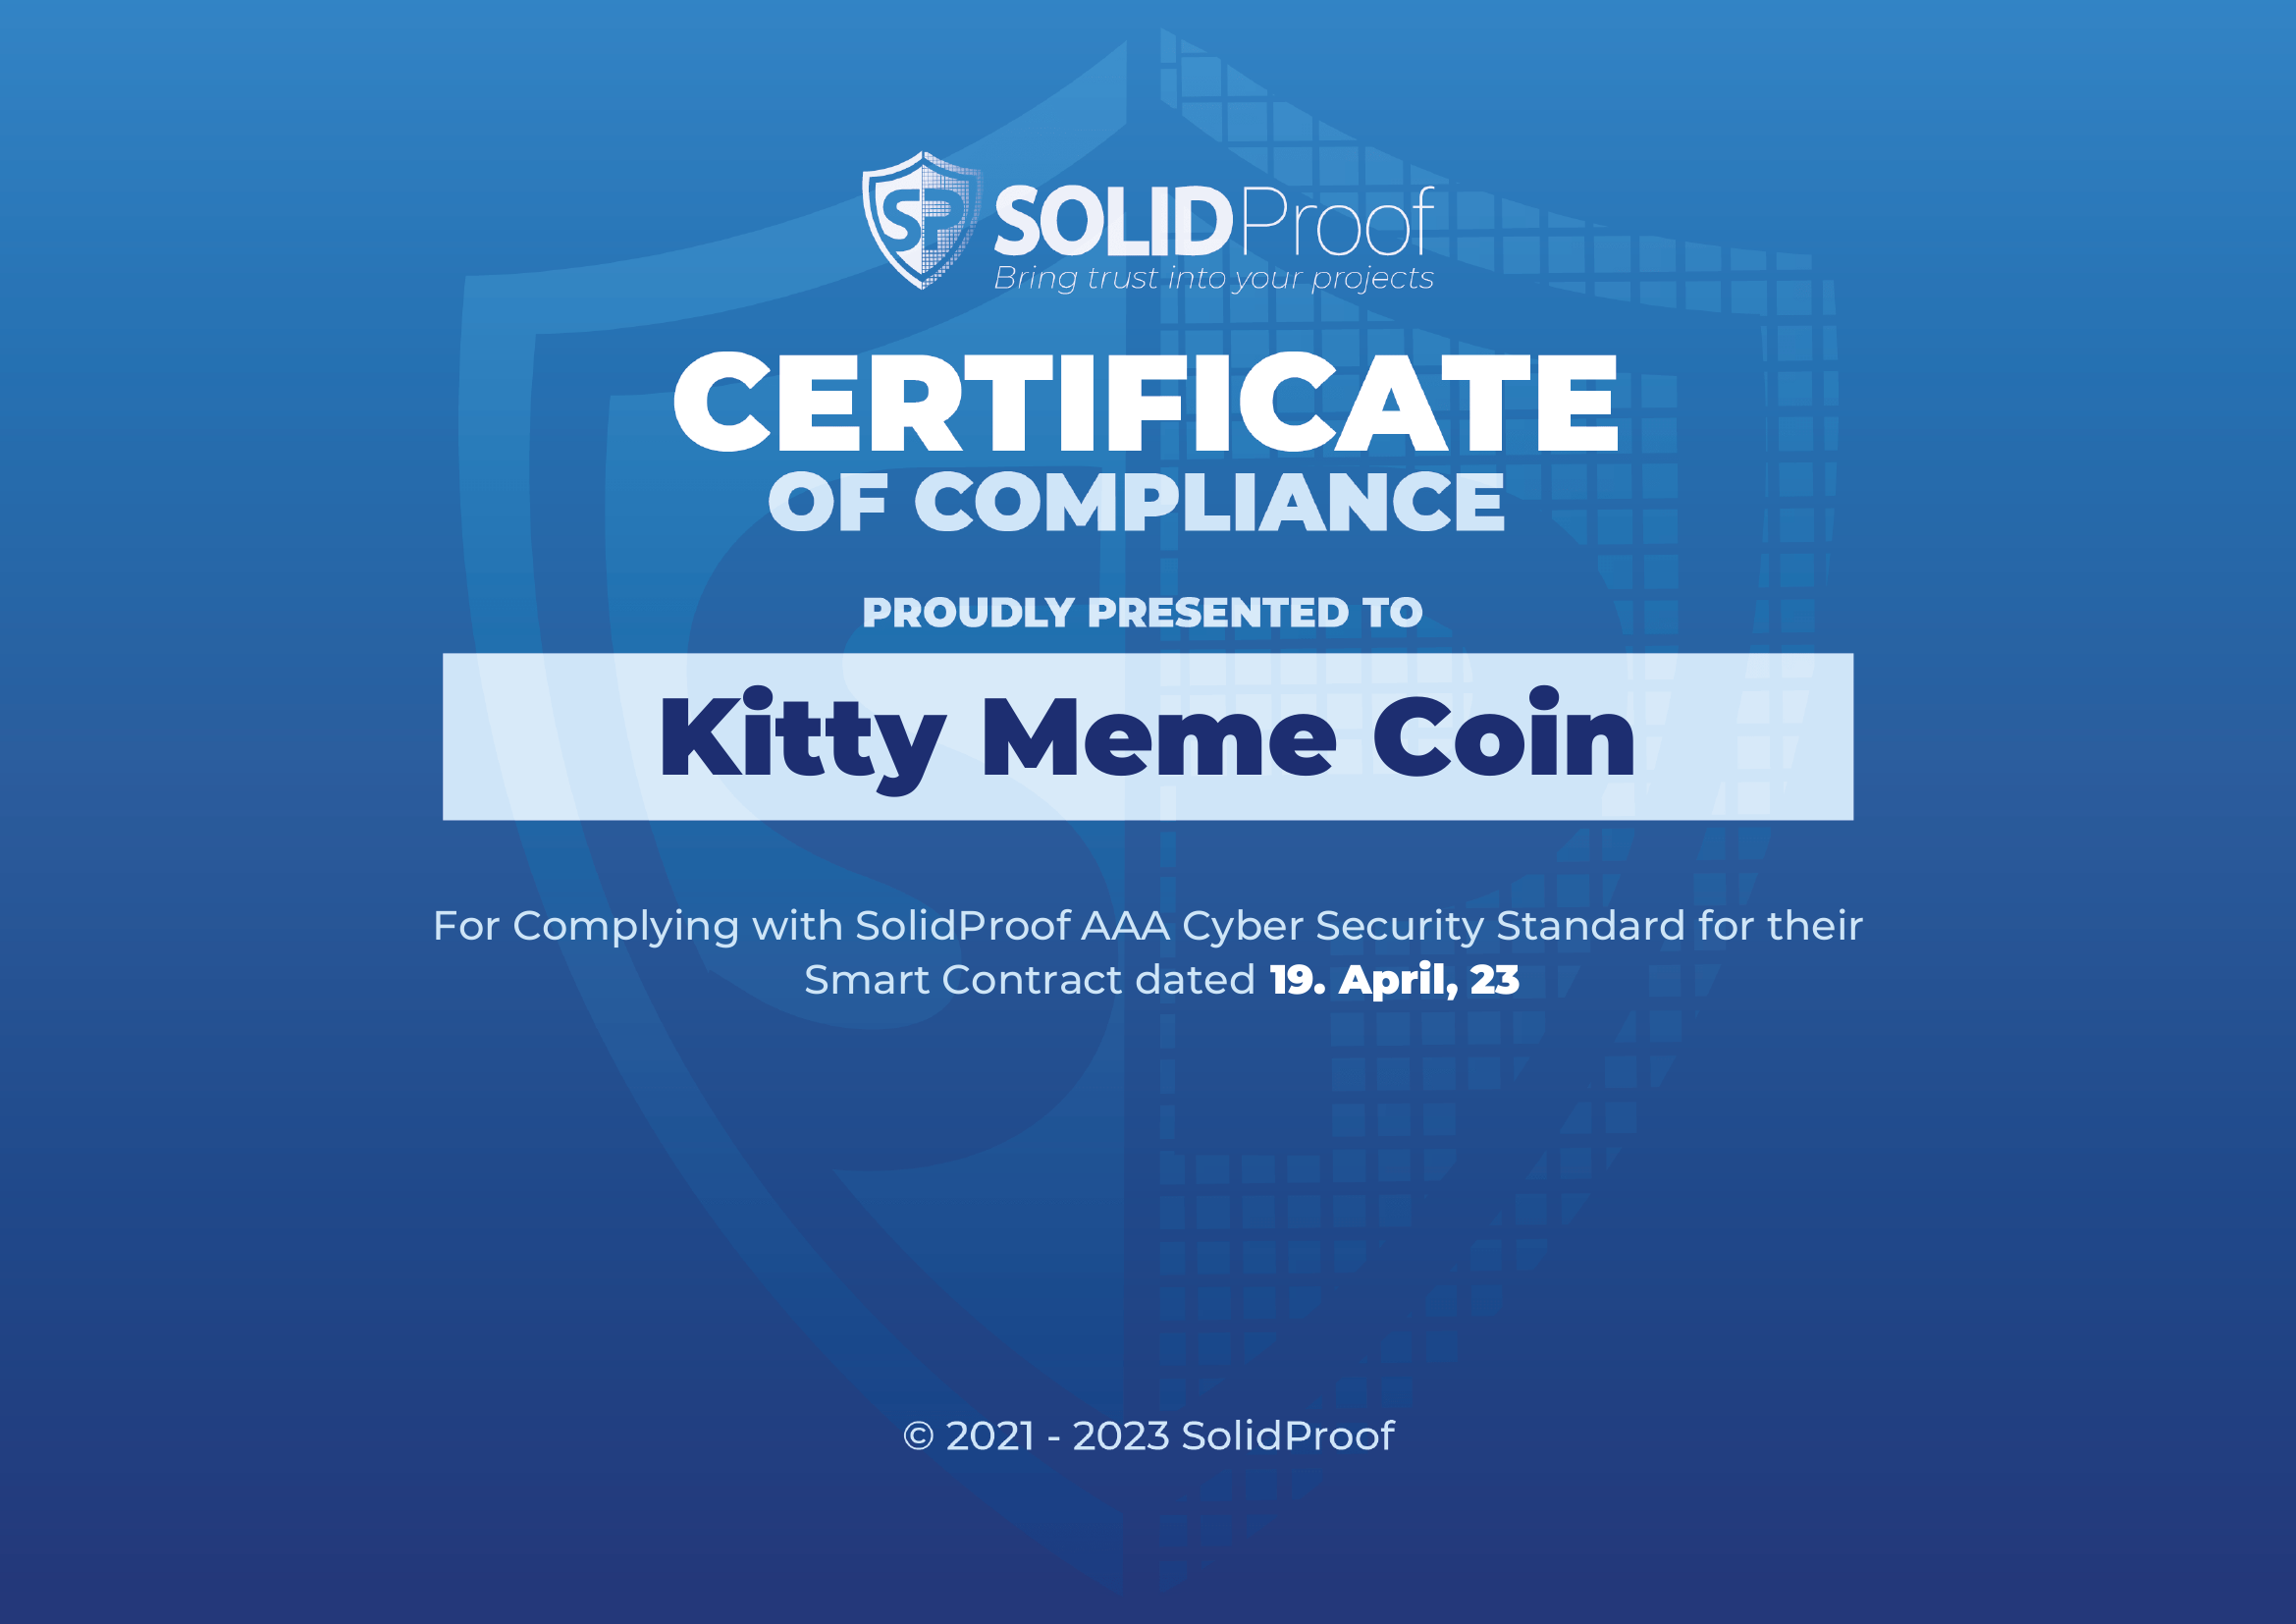 SP SOLIDProof
Bring trust into your projects
CERTIFICATE
OF COMPLIANCE
PROUDLY PRESENTED TO
Kitty Meme Coin
For Complying with SolidProof AAA Cyber Security Standard for their
Smart Contract dated 19. April, 23
© 2021 - 2023 SolidProof